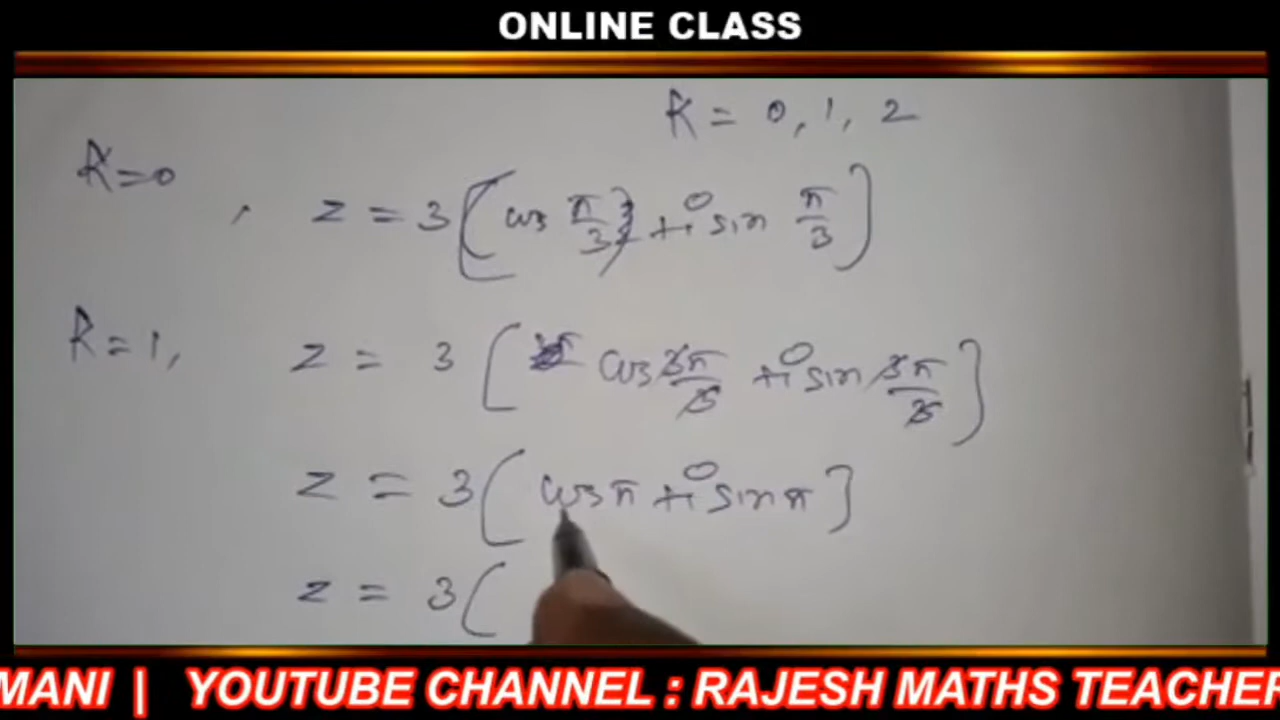 ONLINE CLASS
K = 0, 1, 2
K=0, z = 3 [cos π/3 + i sin π/3]
K=1, z = 3 [cos 3π/3 + i sin 3π/3]
z = 3 [cos π + i sin π]
z = 3 (
MANI | YOUTUBE CHANNEL : RAJESH MATHS TEACHER